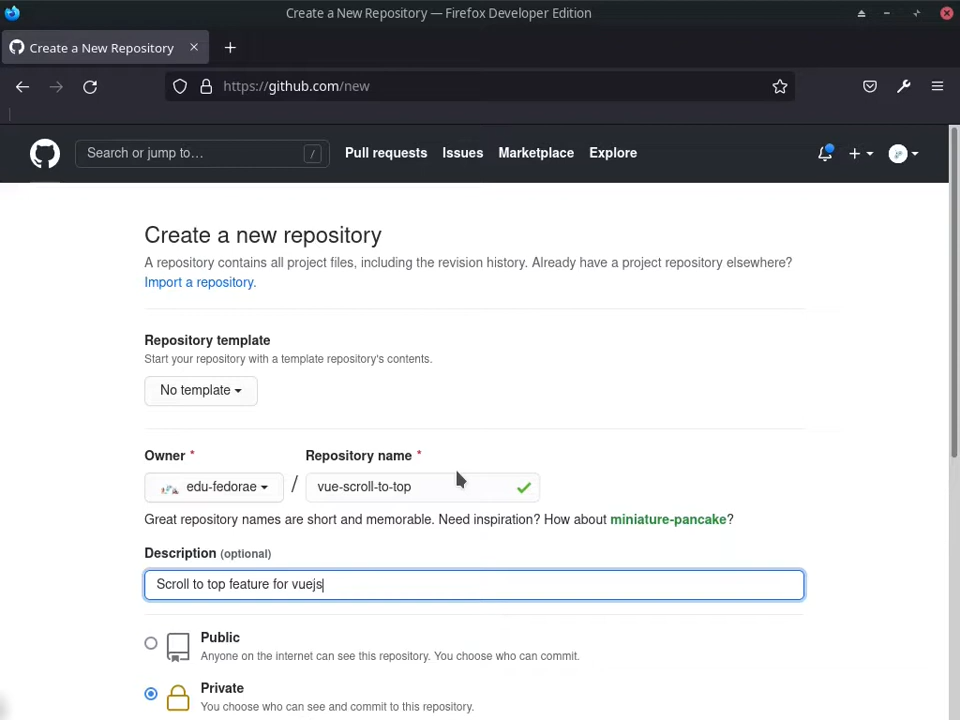 Create a New Repository — Firefox Developer Edition
Create a New Repository
https://github.com/new
Search or jump to… /
Pull requests Issues Marketplace Explore
Create a new repository
A repository contains all project files, including the revision history. Already have a project repository elsewhere?
Import a repository.
Repository template
Start your repository with a template repository's contents.
No template
Owner * Repository name *
edu-fedorae / vue-scroll-to-top
Great repository names are short and memorable. Need inspiration? How about miniature-pancake?
Description (optional)
Scroll to top feature for vuejs
Public
Anyone on the internet can see this repository. You choose who can commit.
Private
You choose who can see and commit to this repository.